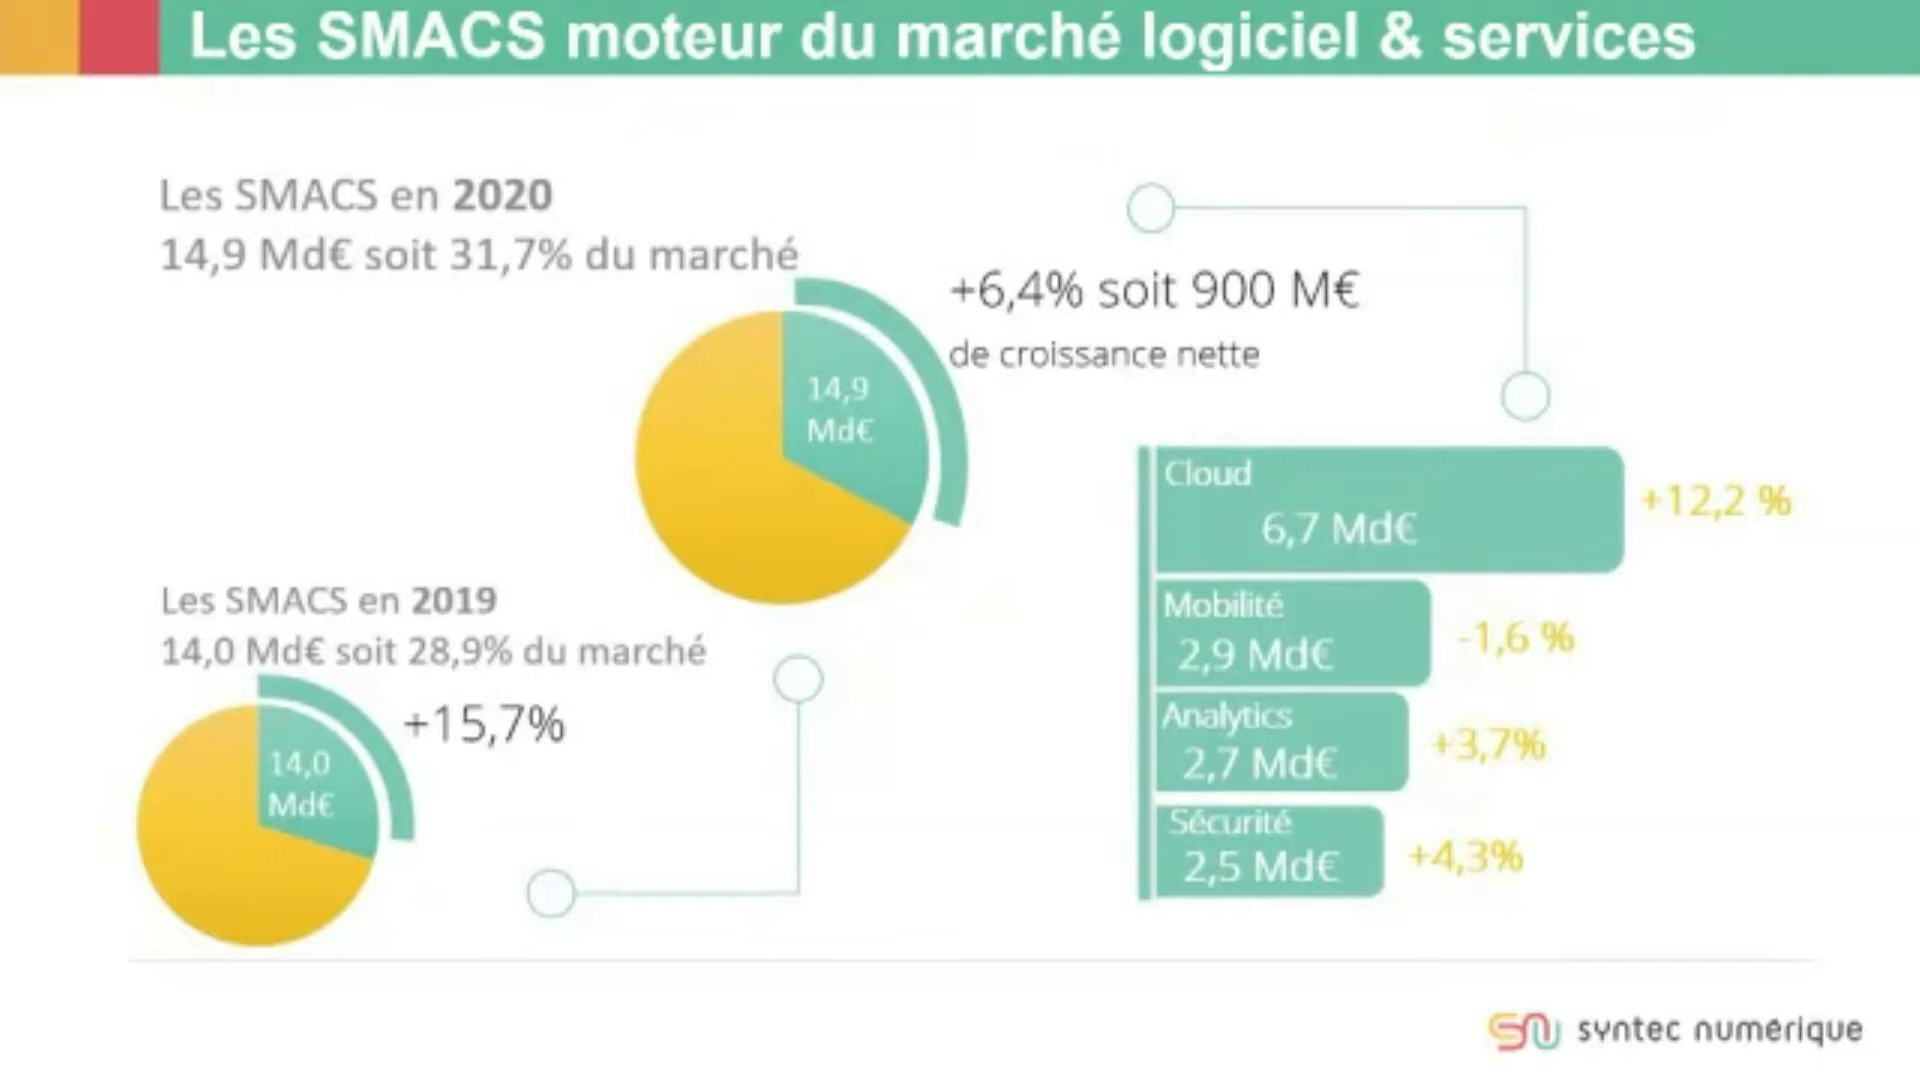 Les SMACS moteur du marché logiciel & services
Les SMACS en 2020
14,9 Md€ soit 31,7% du marché
+6,4% soit 900 M€
de croissance nette
14,9
Md€
Cloud
6,7 Md€
+12,2 %
Mobilité
2,9 Md€
-1,6 %
Analytics
2,7 Md€
+3,7%
Sécurité
2,5 Md€
+4,3%
Les SMACS en 2019
14,0 Md€ soit 28,9% du marché
+15,7%
14,0
Md€
syntec numérique